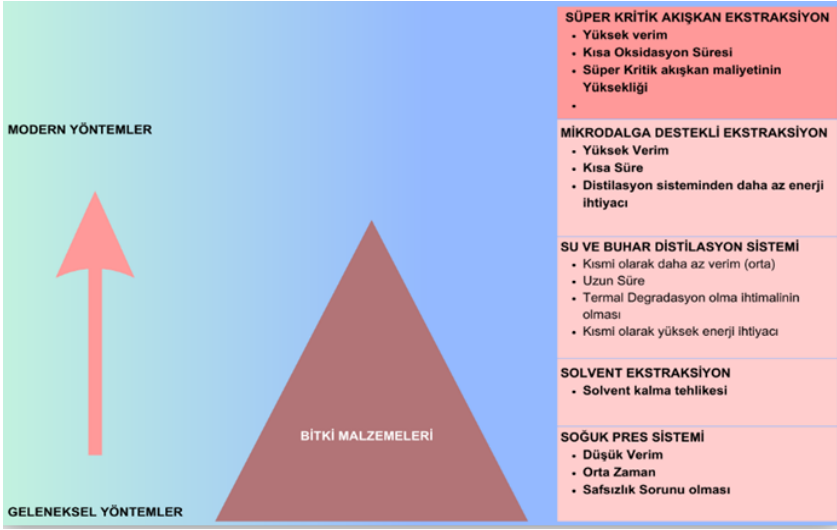 SÜPER KRİTİK AKIŞKAN EKSTRAKSİYON
• Yüksek verim
• Kısa Oksidasyon Süresi
• Süper Kritik akışkan maliyetinin
Yüksekliği
•
MODERN YÖNTEMLER
MİKRODALGA DESTEKLİ EKSTRAKSİYON
• Yüksek Verim
• Kısa Süre
• Distilasyon sisteminden daha az enerji
ihtiyacı
SU VE BUHAR DİSTİLASYON SİSTEMİ
• Kısmi olarak daha az verim (orta)
• Uzun Süre
• Termal Degradasyon olma ihtimalinin
olması
• Kısmi olarak yüksek enerji ihtiyacı
SOLVENT EKSTRAKSİYON
• Solvent kalma tehlikesi
BİTKİ MALZEMELERİ
SOĞUK PRES SİSTEMİ
• Düşük Verim
• Orta Zaman
• Safsızlık Sorunu olması
GELENEKSEL YÖNTEMLER